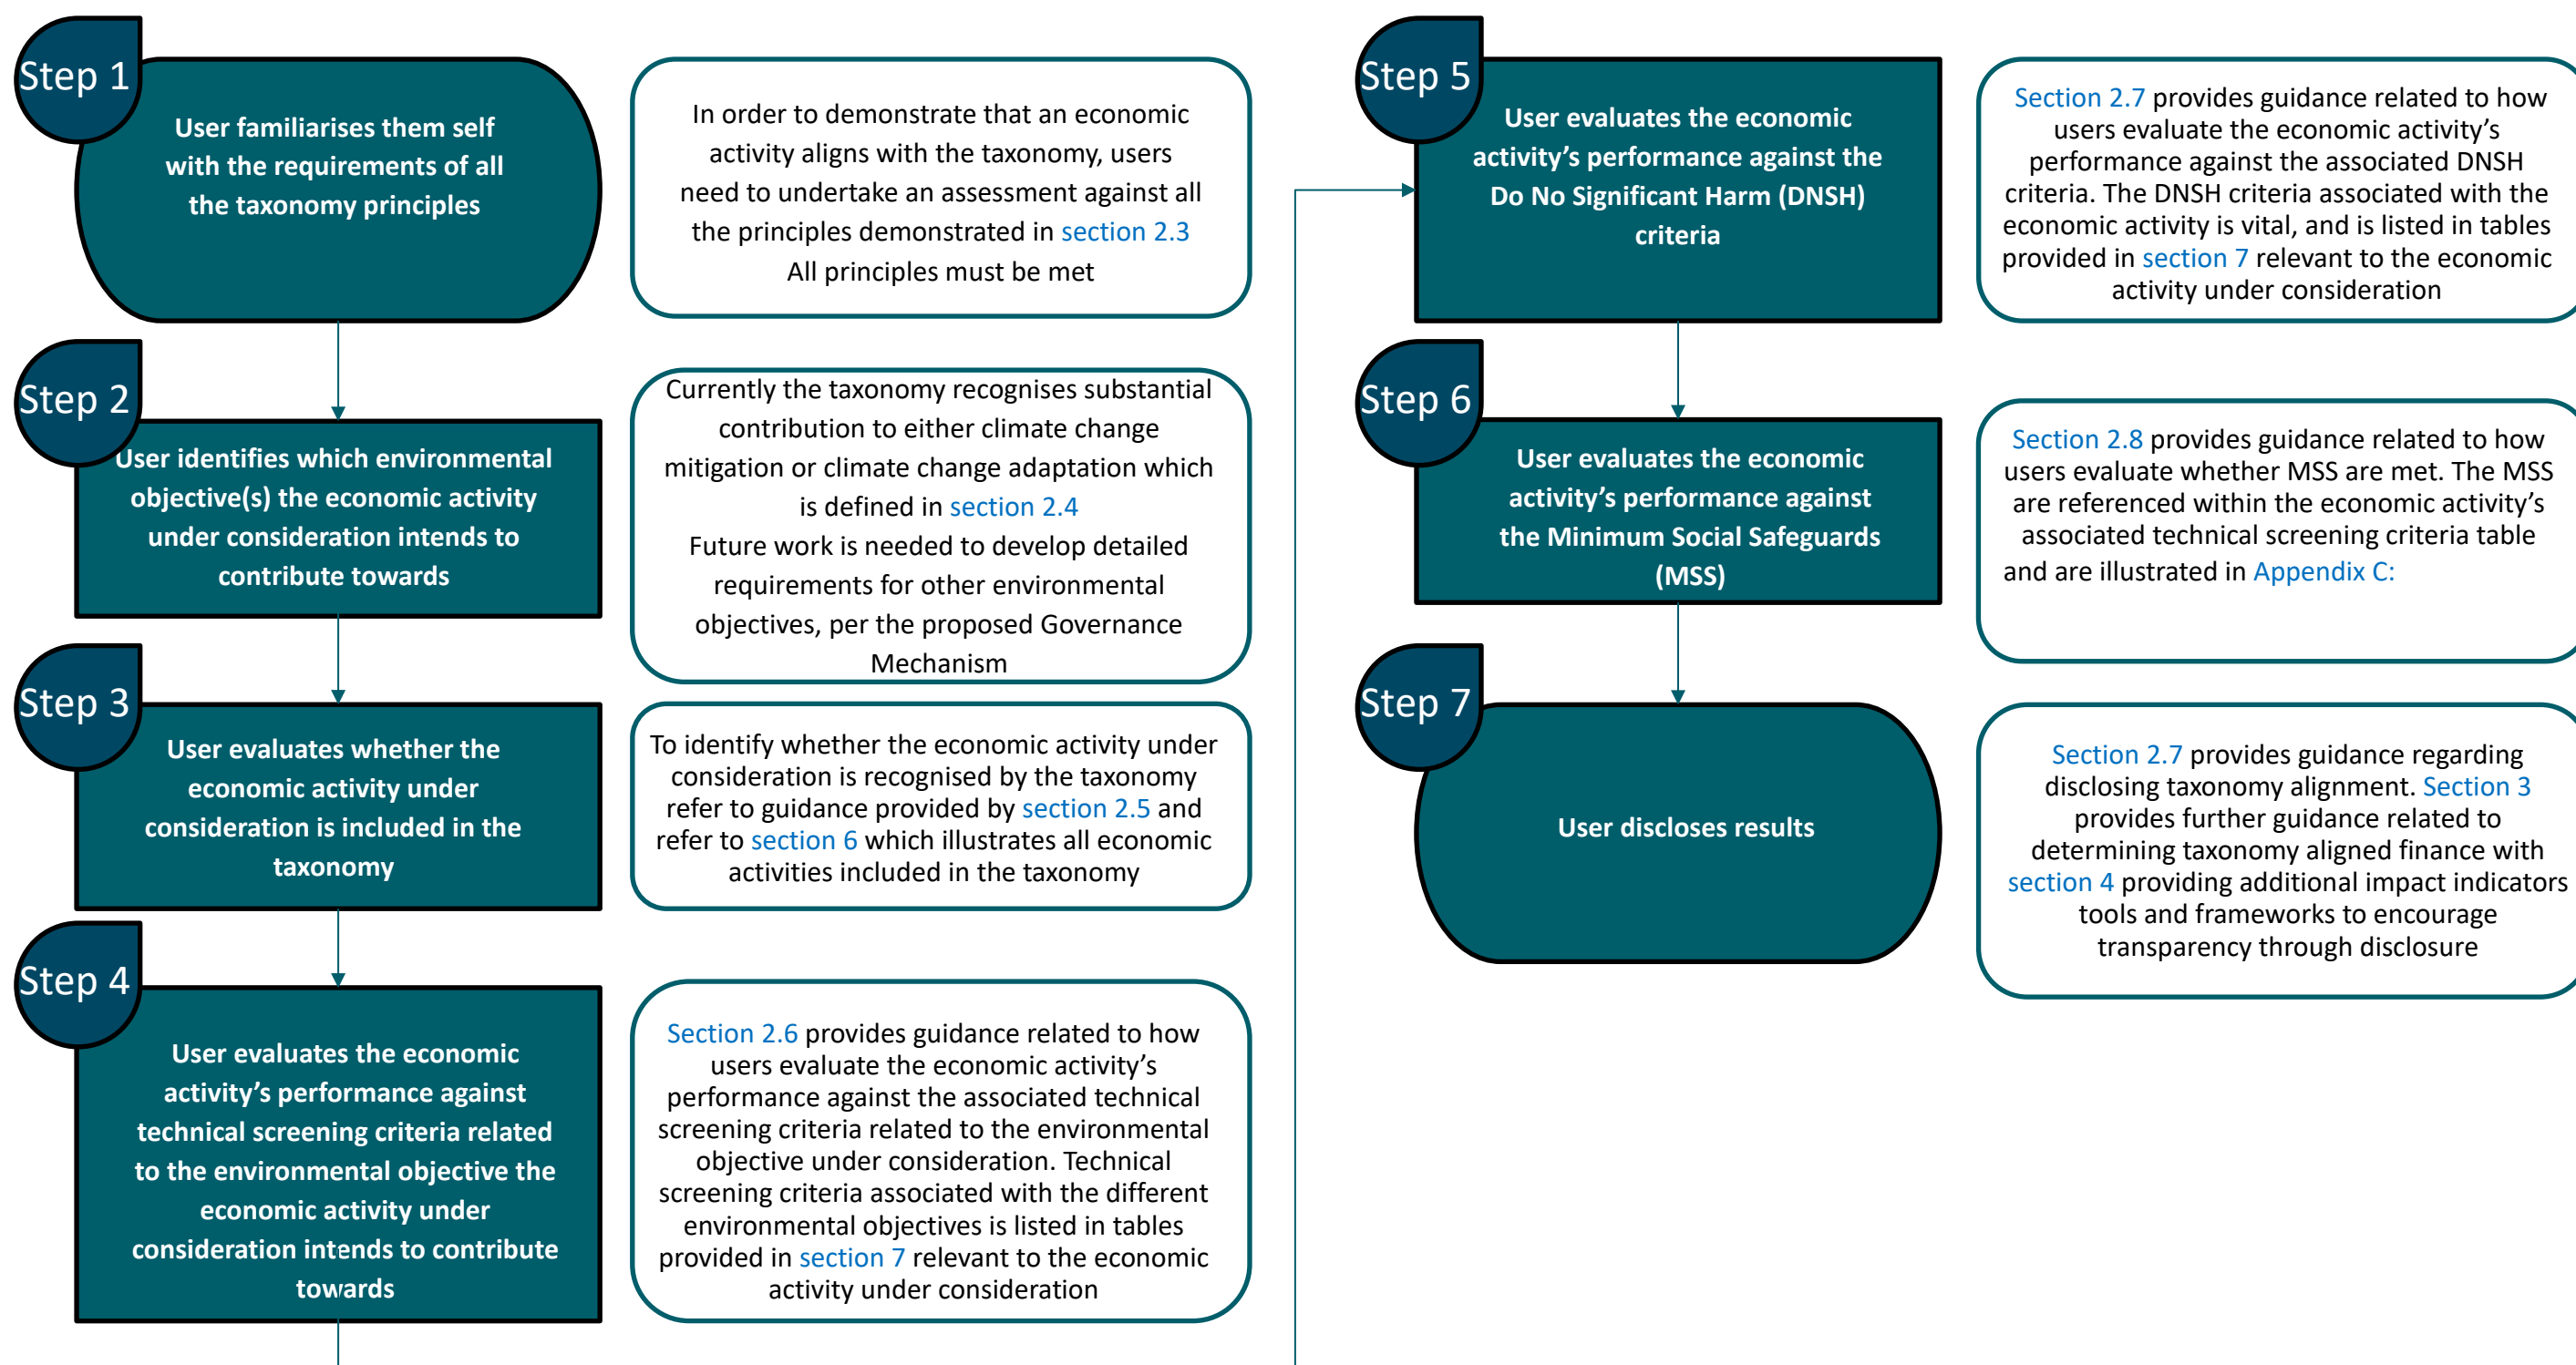 Step 1
User familiarises them self
with the requirements of all
the taxonomy principles
In order to demonstrate that an economic
activity aligns with the taxonomy, users
need to undertake an assessment against all
the principles demonstrated in section 2.3
All principles must be met
Step 2
User identifies which environmental
objective(s) the economic activity
under consideration intends to
contribute towards
Currently the taxonomy recognises substantial
contribution to either climate change
mitigation or climate change adaptation which
is defined in section 2.4
Future work is needed to develop detailed
requirements for other environmental
objectives, per the proposed Governance
Mechanism
Step 3
User evaluates whether the
economic activity under
consideration is included in the
taxonomy
To identify whether the economic activity under
consideration is recognised by the taxonomy
refer to guidance provided by section 2.5 and
refer to section 6 which illustrates all economic
activities included in the taxonomy
Step 4
User evaluates the economic
activity’s performance against
technical screening criteria related
to the environmental objective the
economic activity under
consideration intends to contribute
towards
Section 2.6 provides guidance related to how
users evaluate the economic activity’s
performance against the associated technical
screening criteria related to the environmental
objective under consideration. Technical
screening criteria associated with the different
environmental objectives is listed in tables
provided in section 7 relevant to the economic
activity under consideration
Step 5
User evaluates the economic
activity’s performance against the
Do No Significant Harm (DNSH)
criteria
Section 2.7 provides guidance related to how
users evaluate the economic activity’s
performance against the associated DNSH
criteria. The DNSH criteria associated with the
economic activity is vital, and is listed in tables
provided in section 7 relevant to the economic
activity under consideration
Step 6
User evaluates the economic
activity’s performance against
the Minimum Social Safeguards
(MSS)
Section 2.8 provides guidance related to how
users evaluate whether MSS are met. The MSS
are referenced within the economic activity’s
associated technical screening criteria table
and are illustrated in Appendix C:
Step 7
User discloses results
Section 2.7 provides guidance regarding
disclosing taxonomy alignment. Section 3
provides further guidance related to
determining taxonomy aligned finance with
section 4 providing additional impact indicators
tools and frameworks to encourage
transparency through disclosure